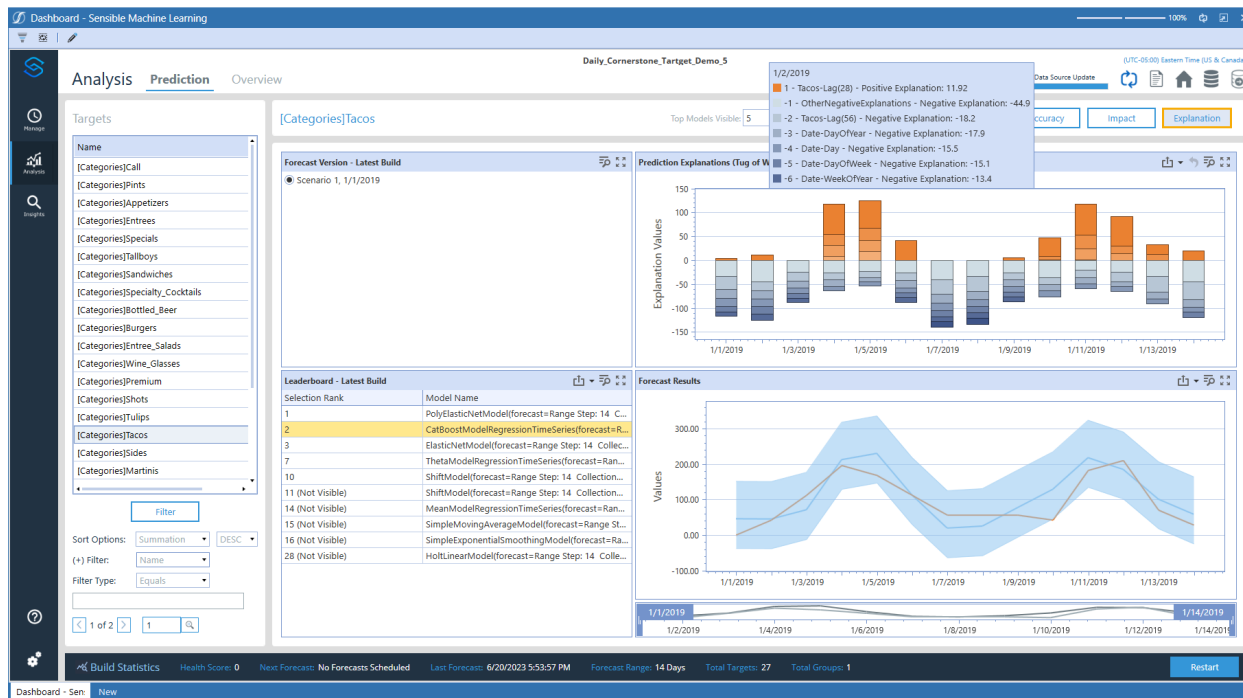 Dashboard - Sensible Machine Learning
100%
Daily_Cornerstone_Tartget_Demo_5
(UTC-05:00) Eastern Time (US & Canada
Analysis Prediction Overview
Data Source Update
Manage
Analysis
Insights
Targets
Name
[Categories]Call
[Categories]Pints
[Categories]Appetizers
[Categories]Entrees
[Categories]Specials
[Categories]Tallboys
[Categories]Sandwiches
[Categories]Specialty_Cocktails
[Categories]Bottled_Beer
[Categories]Burgers
[Categories]Entree_Salads
[Categories]Wine_Glasses
[Categories]Premium
[Categories]Shots
[Categories]Tulips
[Categories]Tacos
[Categories]Sides
[Categories]Martinis
Filter
Sort Options: Summation DESC
(+) Filter: Name
Filter Type: Equals
1 of 2 1
[Categories]Tacos
Top Models Visible: 5
ccuracy Impact Explanation
1/2/2019
1 - Tacos-Lag(28) - Positive Explanation: 11.92
-1 - OtherNegativeExplanations - Negative Explanation: -44.9
-2 - Tacos-Lag(56) - Negative Explanation: -18.2
-3 - Date-DayOfYear - Negative Explanation: -17.9
-4 - Date-Day - Negative Explanation: -15.5
-5 - Date-DayOfWeek - Negative Explanation: -15.1
-6 - Date-WeekOfYear - Negative Explanation: -13.4
Forecast Version - Latest Build
Scenario 1, 1/1/2019
Prediction Explanations (Tug of W
Explanation Values
150
100
50
0
-50
-100
-150
1/1/2019 1/3/2019 1/5/2019 1/7/2019 1/9/2019 1/11/2019 1/13/2019
Leaderboard - Latest Build
Selection Rank Model Name
1 PolyElasticNetModel(forecast=Range Step: 14 C...
2 CatBoostModelRegressionTimeSeries(forecast=R...
3 ElasticNetModel(forecast=Range Step: 14 Collec...
7 ThetaModelRegressionTimeSeries(forecast=Ran...
10 ShiftModel(forecast=Range Step: 14 Collection...
11 (Not Visible) ShiftModel(forecast=Range Step: 14 Collection...
14 (Not Visible) MeanModelRegressionTimeSeries(forecast=Ran...
15 (Not Visible) SimpleMovingAverageModel(forecast=Range St...
16 (Not Visible) SimpleExponentialSmoothingModel(forecast=Ra...
28 (Not Visible) HoltLinearModel(forecast=Range Step: 14 Colle...
Forecast Results
Values
300.00
200.00
100.00
0.00
-100.00
1/1/2019 1/3/2019 1/5/2019 1/7/2019 1/9/2019 1/11/2019 1/13/2019
1/1/2019 1/14/2019
1/2/2019 1/4/2019 1/6/2019 1/8/2019 1/10/2019 1/12/2019 1/14/2019
Build Statistics Health Score: 0 Next Forecast: No Forecasts Scheduled Last Forecast: 6/20/2023 5:53:57 PM Forecast Range: 14 Days Total Targets: 27 Total Groups: 1 Restart
Dashboard - Sen: New